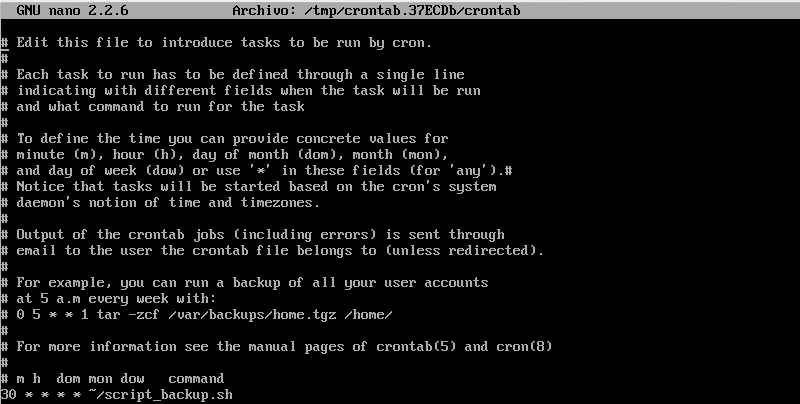 GNU nano 2.2.6 Archivo: /tmp/crontab.37ECDb/crontab
# Edit this file to introduce tasks to be run by cron.
#
# Each task to run has to be defined through a single line
# indicating with different fields when the task will be run
# and what command to run for the task
#
# To define the time you can provide concrete values for
# minute (m), hour (h), day of month (dom), month (mon),
# and day of week (dow) or use '*' in these fields (for 'any').#
# Notice that tasks will be started based on the cron's system
# daemon's notion of time and timezones.
#
# Output of the crontab jobs (including errors) is sent through
# email to the user the crontab file belongs to (unless redirected).
#
# For example, you can run a backup of all your user accounts
# at 5 a.m every week with:
# 0 5 * * 1 tar -zcf /var/backups/home.tgz /home/
#
# For more information see the manual pages of crontab(5) and cron(8)
#
# m h  dom mon dow   command
30 * * * * ~/script_backup.sh